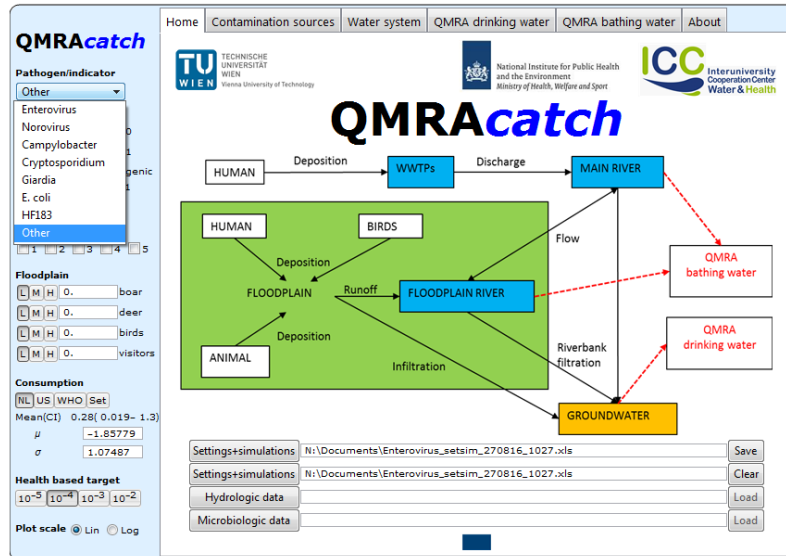 Home Contamination sources Water system QMRA drinking water QMRA bathing water About
QMRAcatch
Pathogen/indicator
Other
Enterovirus
Norovirus
Campylobacter
Cryptosporidium
Giardia
E. coli
HF183
Other
0
1
genic
1
1 2 3 4 5
Floodplain
L M H 0. boar
L M H 0. deer
L M H 0. birds
L M H 0. visitors
Consumption
NL US WHO Set
Mean(CI) 0.28( 0.019– 1.3)
μ -1.85779
σ 1.07487
Health based target
10-5 10-4 10-3 10-2
Plot scale Lin Log
TU
WIEN
TECHNISCHE
UNIVERSITÄT
WIEN
Vienna University of Technology
National Institute for Public Health
and the Environment
Ministry of Health, Welfare and Sport
ICC
Interuniversity
Cooperation Center
Water & Health
QMRAcatch
HUMAN
Deposition
WWTPs
Discharge
MAIN RIVER
HUMAN
BIRDS
Flow
Deposition
QMRA
bathing water
FLOODPLAIN
Runoff
FLOODPLAIN RIVER
Deposition
QMRA
drinking water
ANIMAL
Infiltration
Riverbank
filtration
GROUNDWATER
Settings+simulations N:\Documents\Enterovirus_setsim_270816_1027.xls Save
Settings+simulations N:\Documents\Enterovirus_setsim_270816_1027.xls Clear
Hydrologic data Load
Microbiologic data Load